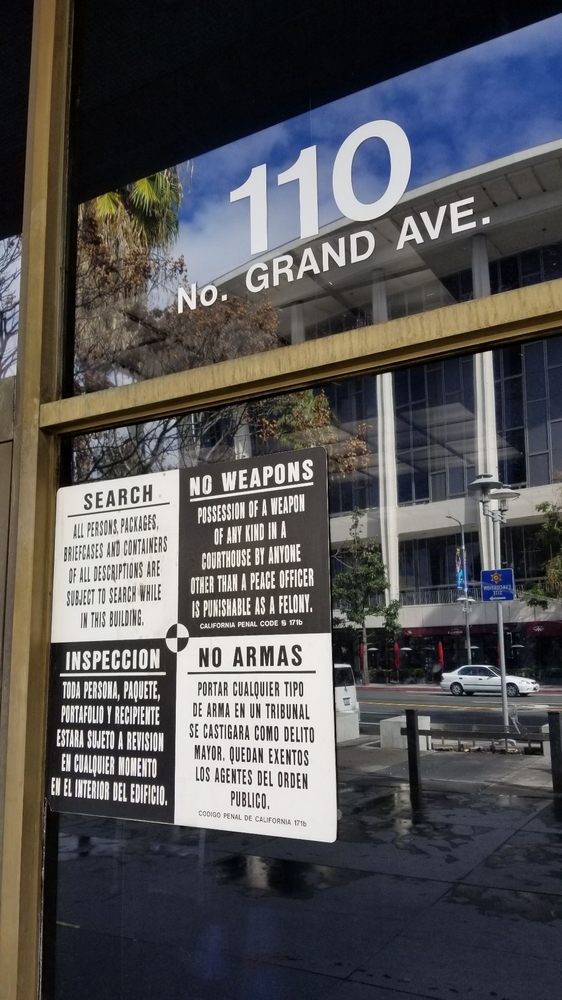 110
No. GRAND AVE.
SEARCH
ALL PERSONS, PACKAGES,
BRIEFCASES AND CONTAINERS
OF ALL DESCRIPTIONS ARE
SUBJECT TO SEARCH WHILE
IN THIS BUILDING.
NO WEAPONS
POSSESSION OF A WEAPON
OF ANY KIND IN A
COURTHOUSE BY ANYONE
OTHER THAN A PEACE OFFICER
IS PUNISHABLE AS A FELONY.
CALIFORNIA PENAL CODE § 171b
INSPECCION
TODA PERSONA, PAQUETE,
PORTAFOLIO Y RECIPIENTE
ESTARA SUJETO A REVISION
EN CUALQUIER MOMENTO
EN EL INTERIOR DEL EDIFICIO.
NO ARMAS
PORTAR CUALQUIER TIPO
DE ARMA EN UN TRIBUNAL
SE CASTIGARA COMO DELITO
MAYOR. QUEDAN EXENTOS
LOS AGENTES DEL ORDEN
PUBLICO.
CODIGO PENAL DE CALIFORNIA 171b